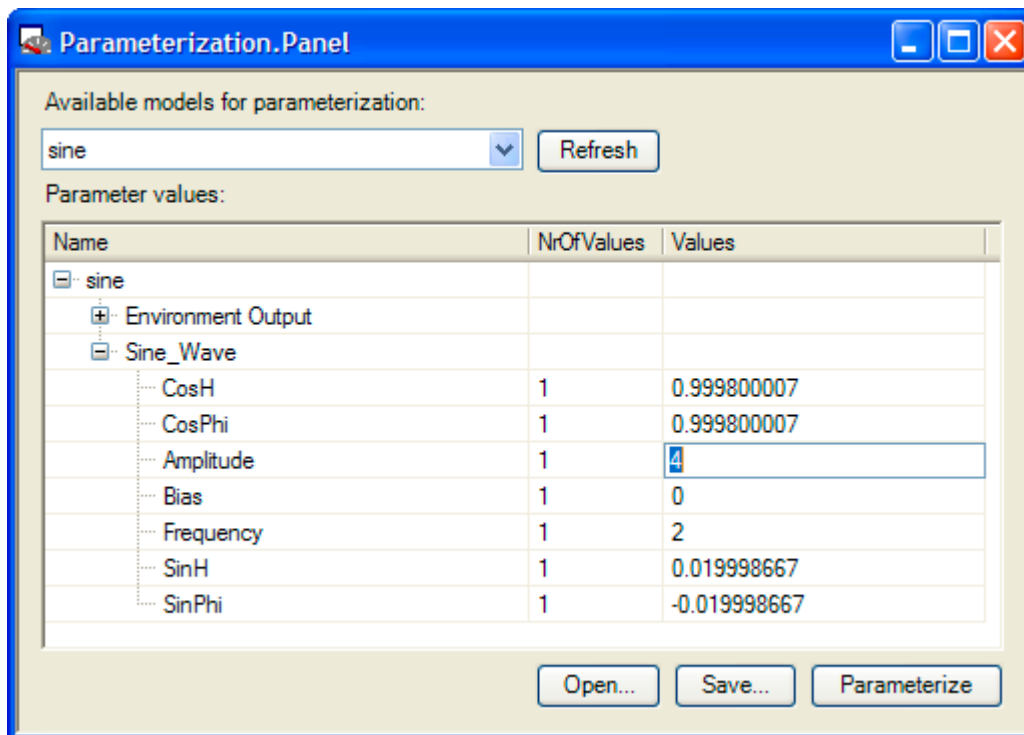 Parameterization.Panel
Available models for parameterization:
sine Refresh
Parameter values:
Name NrOfValues Values
sine
Environment Output
Sine_Wave
CosH 1 0.999800007
CosPhi 1 0.999800007
Amplitude 1 4
Bias 1 0
Frequency 1 2
SinH 1 0.019998667
SinPhi 1 -0.019998667
Open... Save... Parameterize